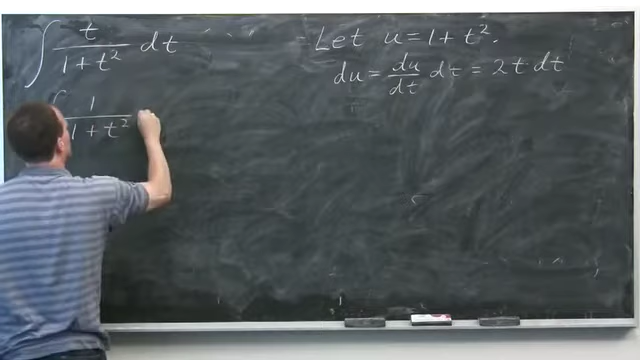 ∫ t/(1+t²) dt
Let u = 1+t².
du = du/dt dt = 2t dt
∫ 1/(1+t²)